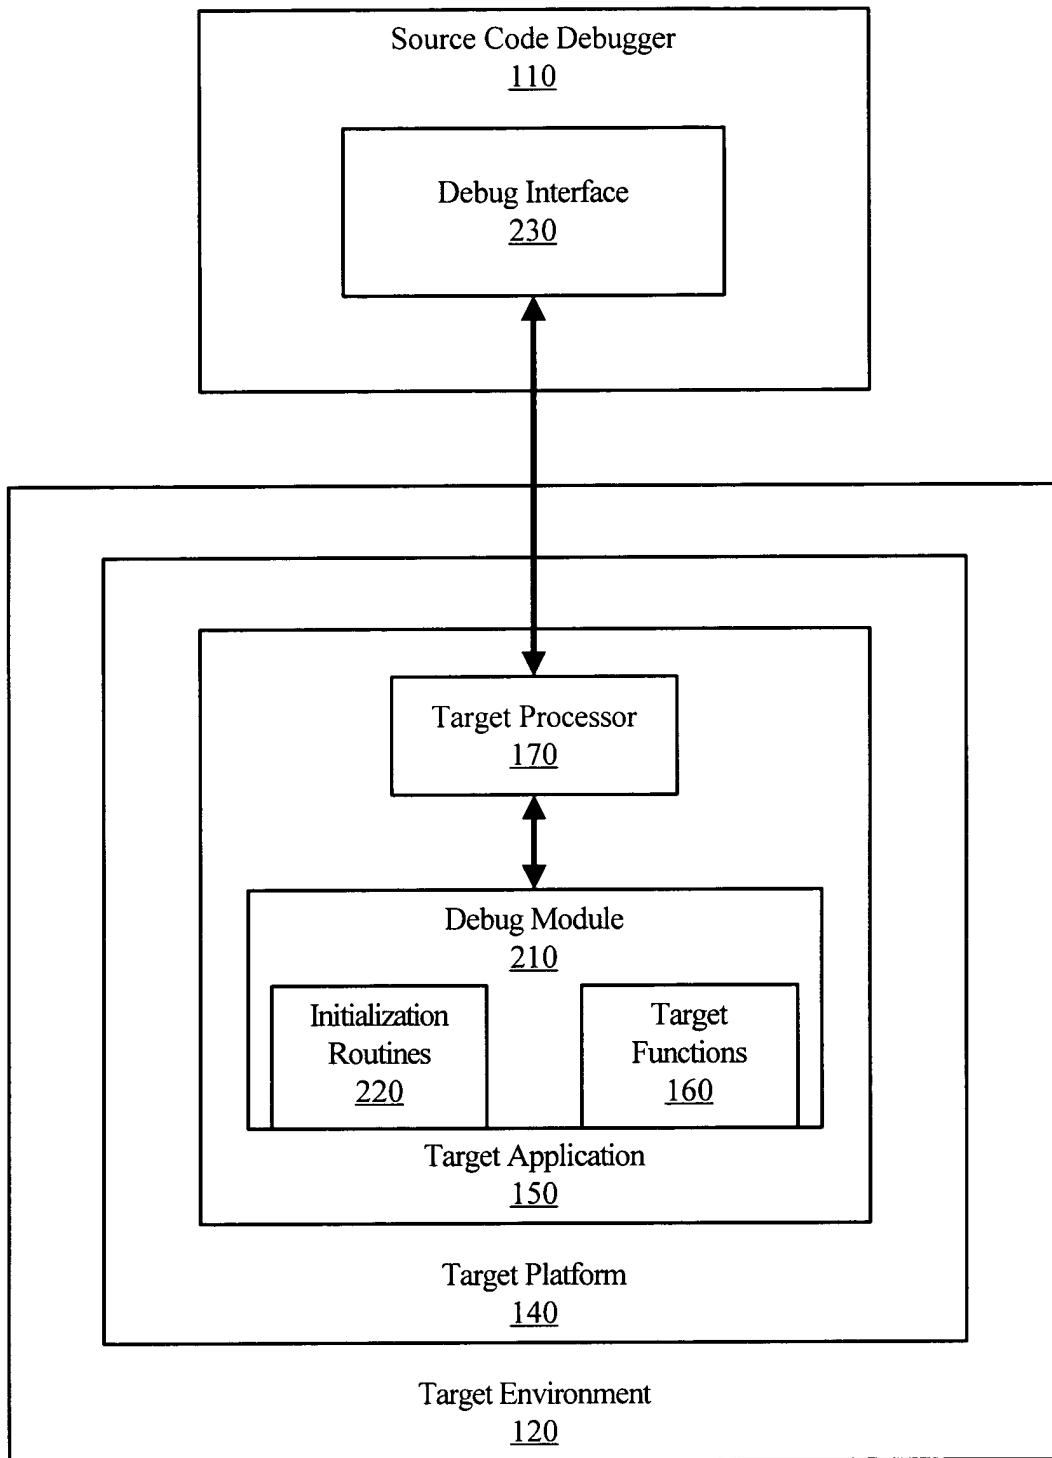 Source Code Debugger
110
Debug Interface
230
Target Processor
170
Debug Module
210
Initialization
Routines
220
Target
Functions
160
Target Application
150
Target Platform
140
Target Environment
120